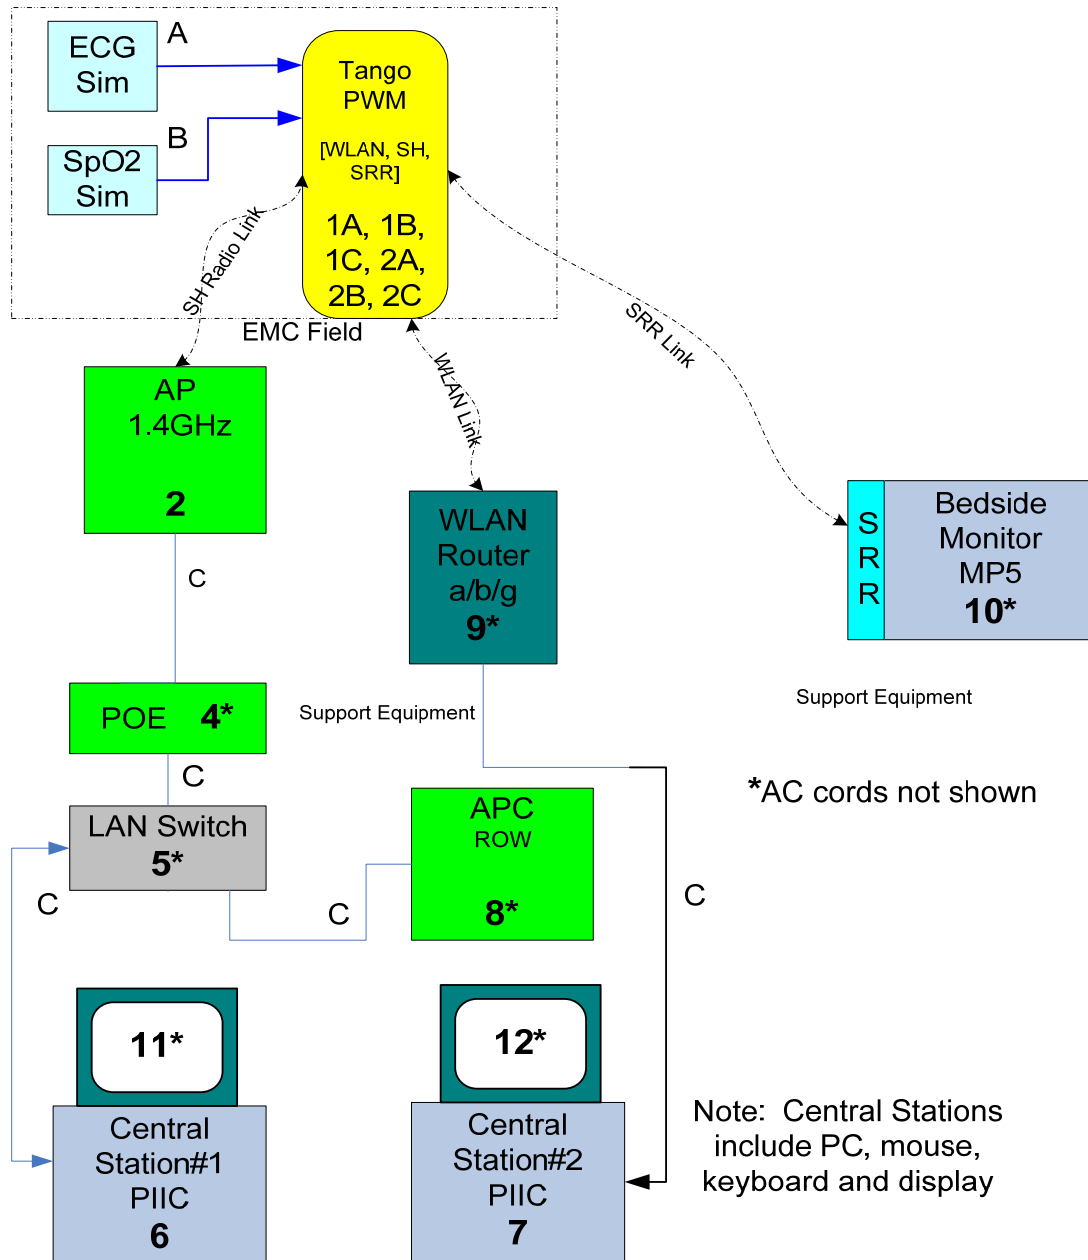 ECG
Sim
A
SpO2
Sim
B
Tango
PWM
[WLAN, SH,
SRR]
1A, 1B,
1C, 2A,
2B, 2C
EMC Field
SH Radio Link
WLAN Link
SRR Link
AP
1.4GHz
2
C
WLAN
Router
a/b/g
9*
S
R
R
Bedside
Monitor
MP5
10*
Support Equipment
Support Equipment
POE 4*
C
*AC cords not shown
LAN Switch
5*
C
C
APC
ROW
8*
C
11*
Central
Station#1
PIIC
6
12*
Central
Station#2
PIIC
7
Note: Central Stations
include PC, mouse,
keyboard and display